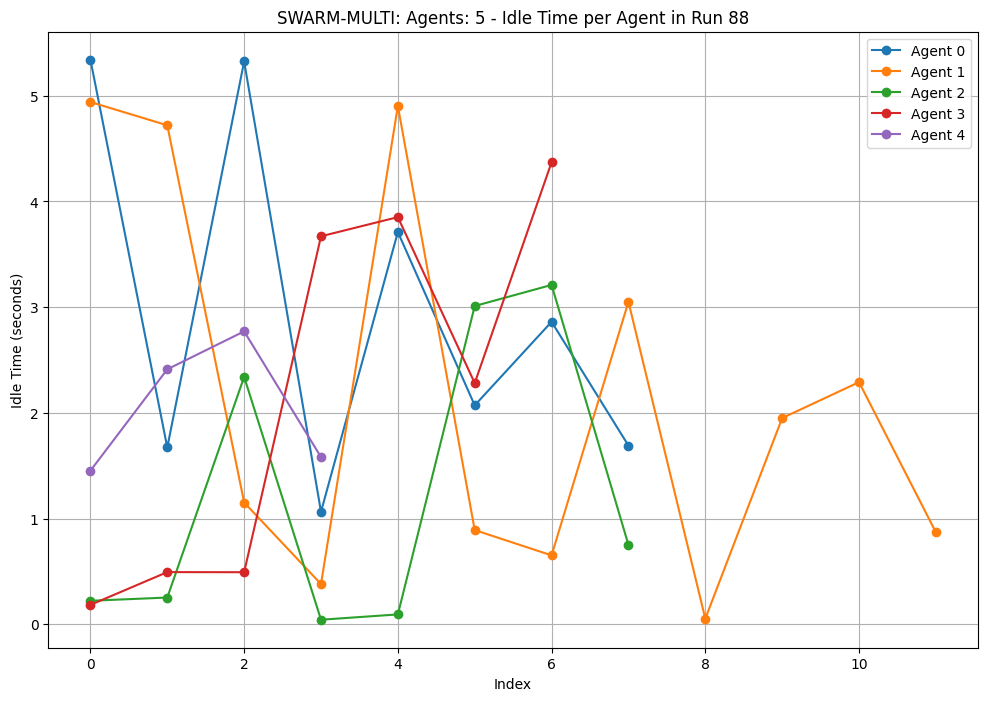 SWARM-MULTI: Agents: 5 - Idle Time per Agent in Run 88
Agent 0
Agent 1
Agent 2
Agent 3
Agent 4
Idle Time (seconds)
5
4
3
2
1
0
0 2 4 6 8 10
Index